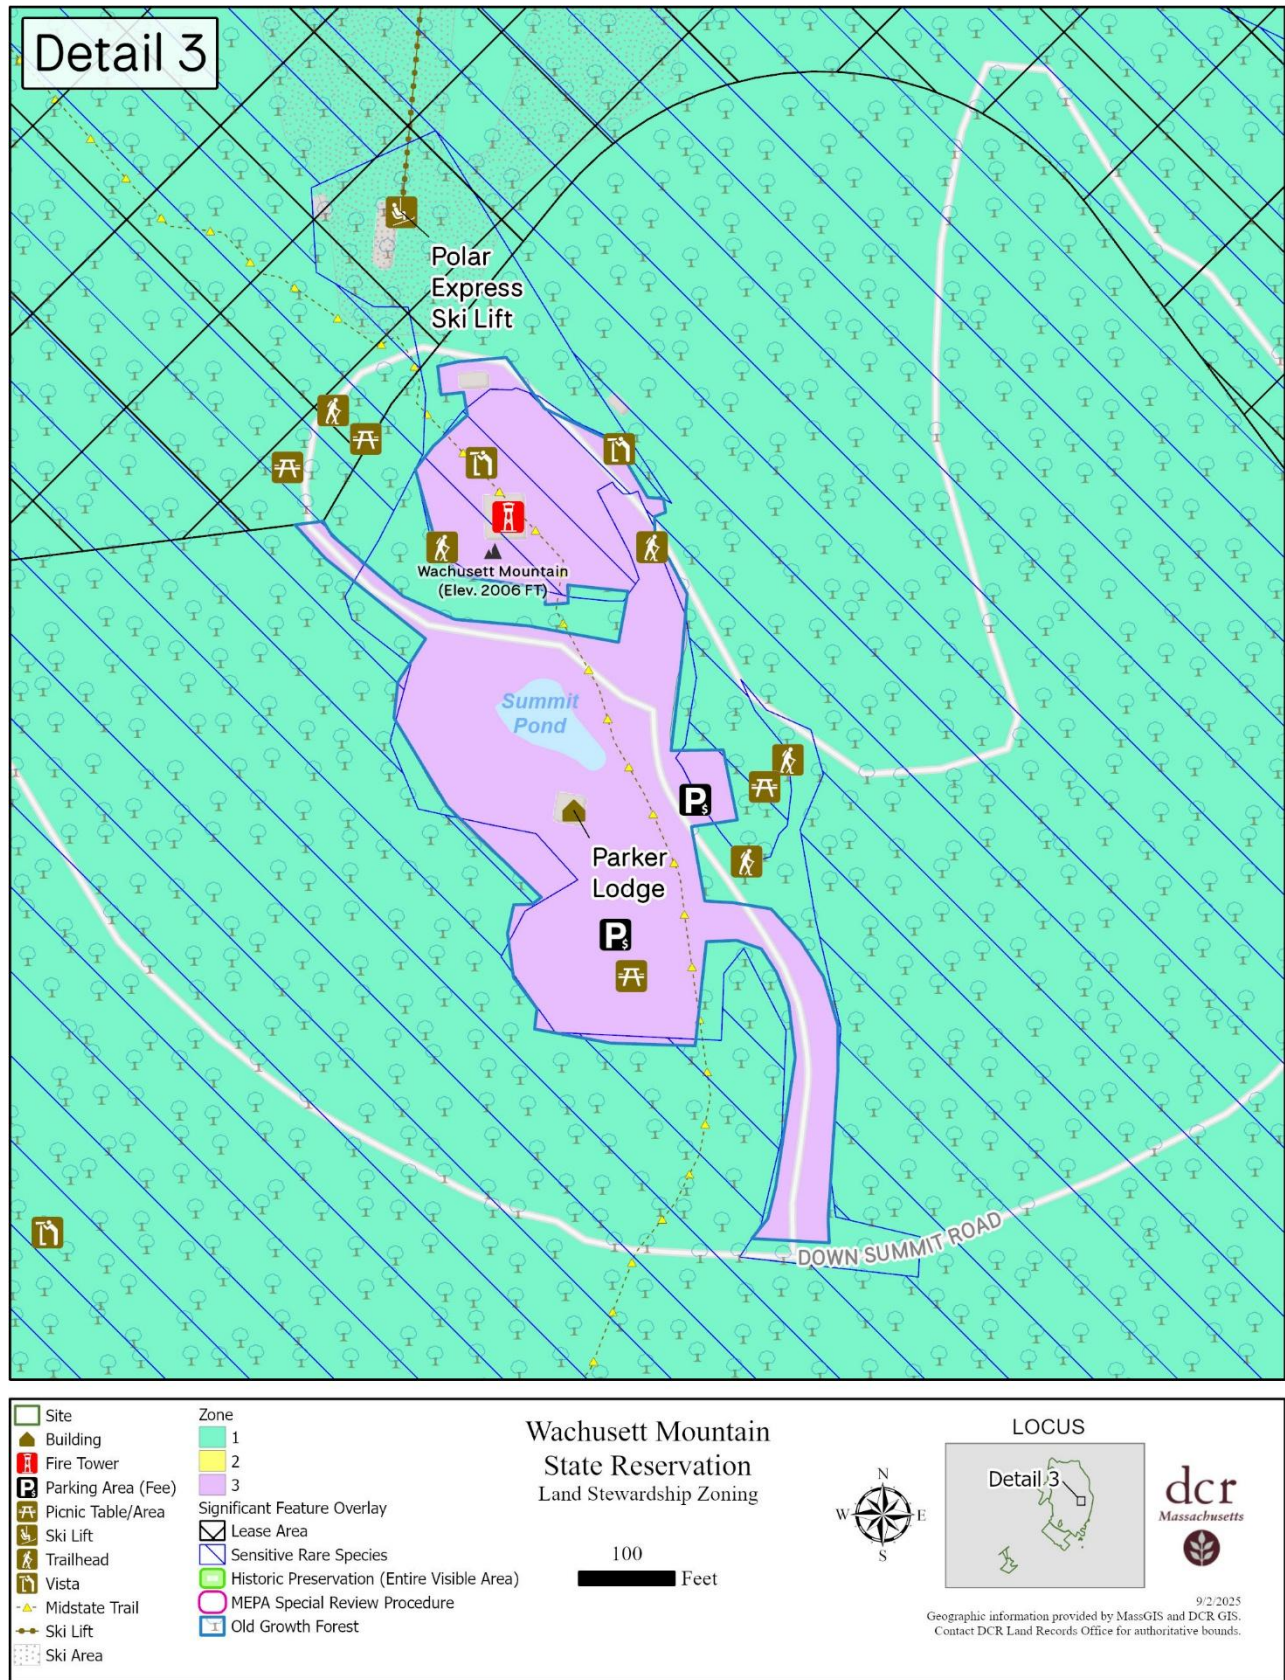 Detail 3
Polar
Express
Ski Lift
Wachusett Mountain
(Elev. 2006 FT)
Summit
Pond
P$
Parker
Lodge
P$
DOWN SUMMIT ROAD
Site
Building
Fire Tower
P$ Parking Area (Fee)
Picnic Table/Area
Ski Lift
Trailhead
Vista
Midstate Trail
Ski Lift
Ski Area
Zone
1
2
3
Significant Feature Overlay
Lease Area
Sensitive Rare Species
Historic Preservation (Entire Visible Area)
MEPA Special Review Procedure
Old Growth Forest
Wachusett Mountain
State Reservation
Land Stewardship Zoning
100
Feet
N
W E
S
LOCUS
Detail 3
dcr
Massachusetts
9/2/2025
Geographic information provided by MassGIS and DCR GIS.
Contact DCR Land Records Office for authoritative bounds.